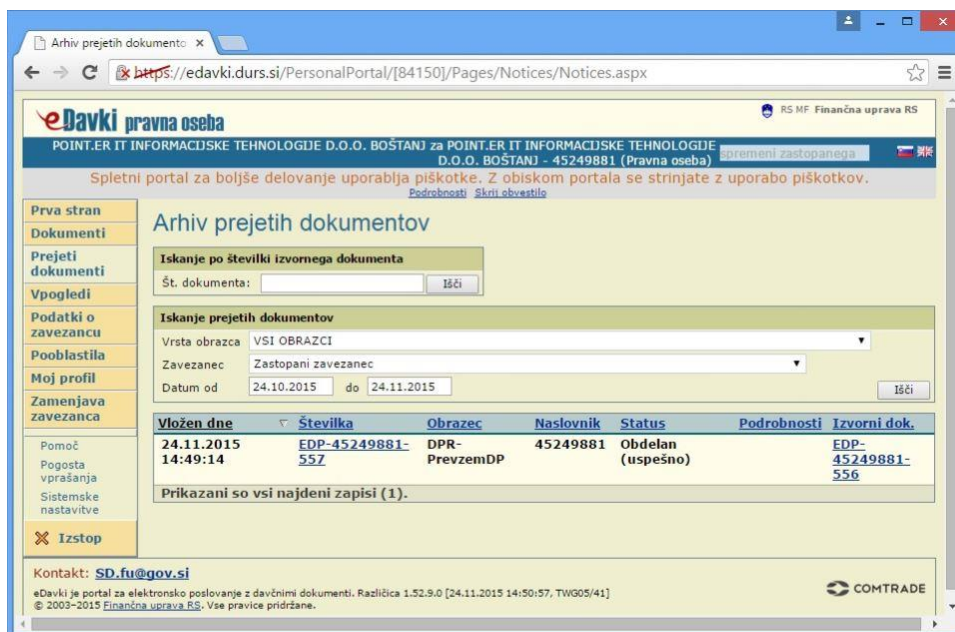 Arhiv prejetih dokumento
https://edavki.durs.si/PersonalPortal/[84150]/Pages/Notices/Notices.aspx
eDavki pravna oseba
RS MF Finančna uprava RS
POINT.ER IT INFORMACIJSKE TEHNOLOGIJE D.O.O. BOŠTANJ za POINT.ER IT INFORMACIJSKE TEHNOLOGIJE
D.O.O. BOŠTANJ - 45249881 (Pravna oseba)
spremeni zastopanega
Spletni portal za boljše delovanje uporablja piškotke. Z obiskom portala se strinjate z uporabo piškotkov.
Podrobnosti Skrij obvestilo
Prva stran
Dokumenti
Prejeti
dokumenti
Vpogledi
Podatki o
zavezancu
Pooblastila
Moj profil
Zamenjava
zavezanca
Pomoč
Pogosta
vprašanja
Sistemske
nastavitve
Izstop
Arhiv prejetih dokumentov
Iskanje po številki izvornega dokumenta
Št. dokumenta:
Išči
Iskanje prejetih dokumentov
Vrsta obrazca VSI OBRAZCI
Zavezanec Zastopani zavezanec
Datum od 24.10.2015 do 24.11.2015
Išči
Vložen dne Številka Obrazec Naslovnik Status Podrobnosti Izvorni dok.
24.11.2015 EDP-45249881- DPR- 45249881 Obdelan EDP-
14:49:14 557 PrevzemDP (uspešno) 45249881-
556
Prikazani so vsi najdeni zapisi (1).
Kontakt: SD.fu@gov.si
eDavki je portal za elektronsko poslovanje z davčnimi dokumenti. Različica 1.52.9.0 [24.11.2015 14:50:57, TWG05/41]
© 2003-2015 Finančna uprava RS. Vse pravice pridržane.
COMTRADE